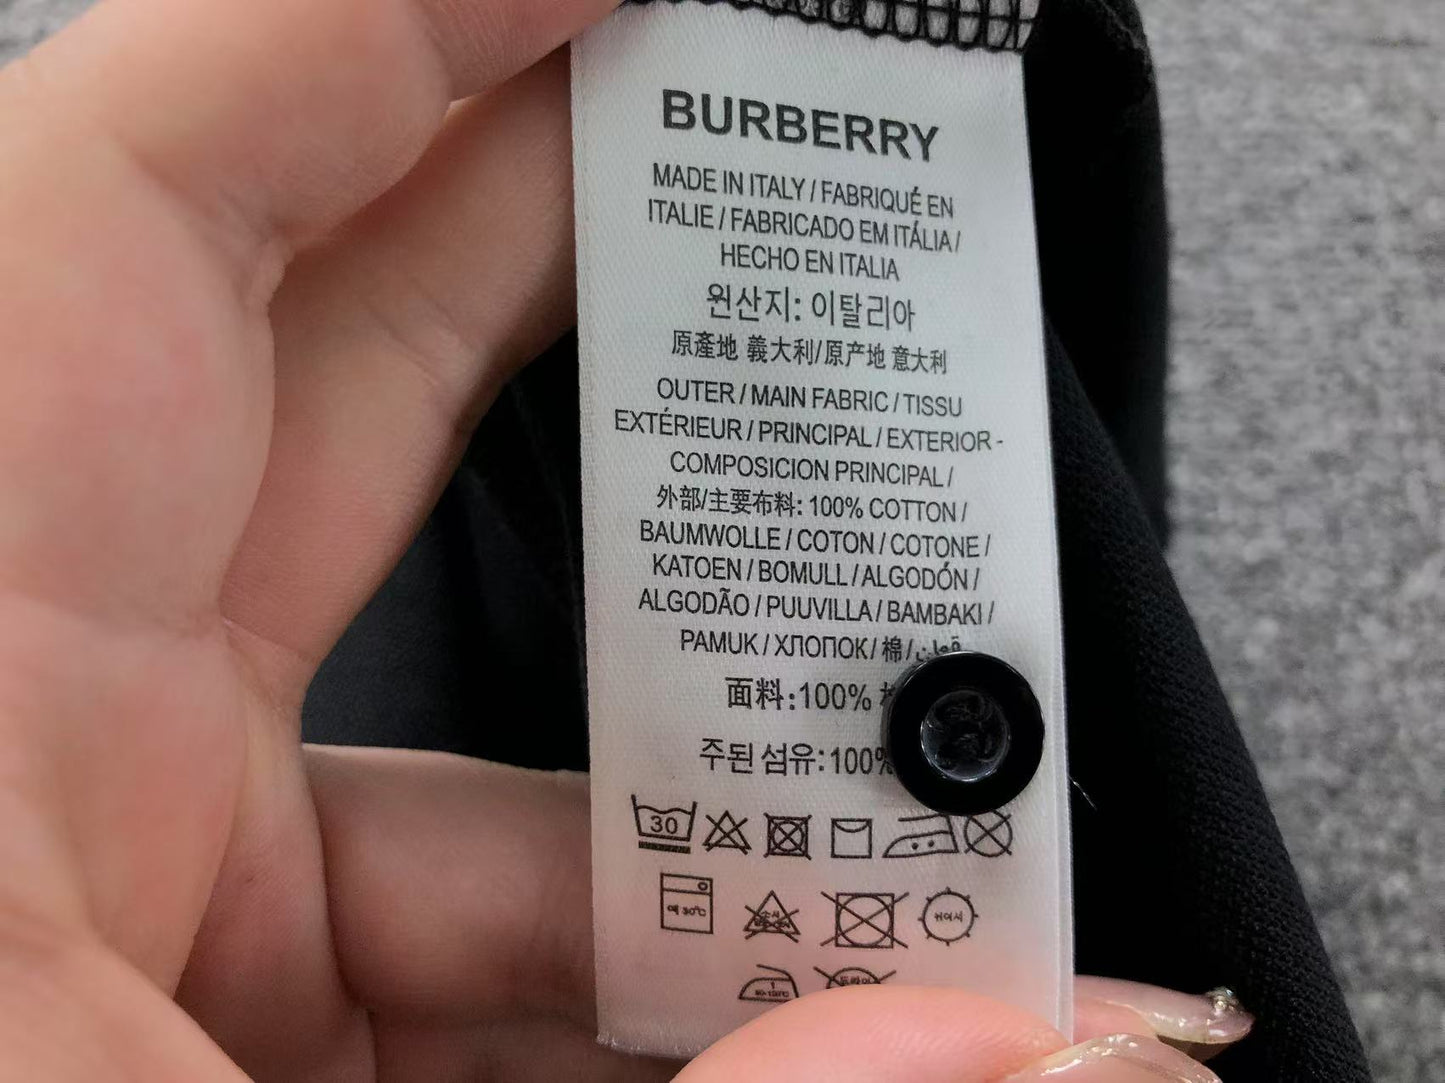 BURBERRY
MADE IN ITALY / FABRIQUÉ EN
ITALIE / FABRICADO EM ITÁLIA /
HECHO EN ITALIA
원산지: 이탈리아
原產地 義大利/原产地 意大利
OUTER / MAIN FABRIC / TISSU
EXTÉRIEUR / PRINCIPAL / EXTERIOR -
COMPOSICION PRINCIPAL /
外部/主要布料: 100% COTTON /
BAUMWOLLE / COTON / COTONE /
KATOEN / BOMULL / ALGODÓN /
ALGODÃO / PUUVILLA / BAMBAKI /
PAMUK / ХЛОПОК / 棉 /
面料:100%
주된 섬유:100%
30